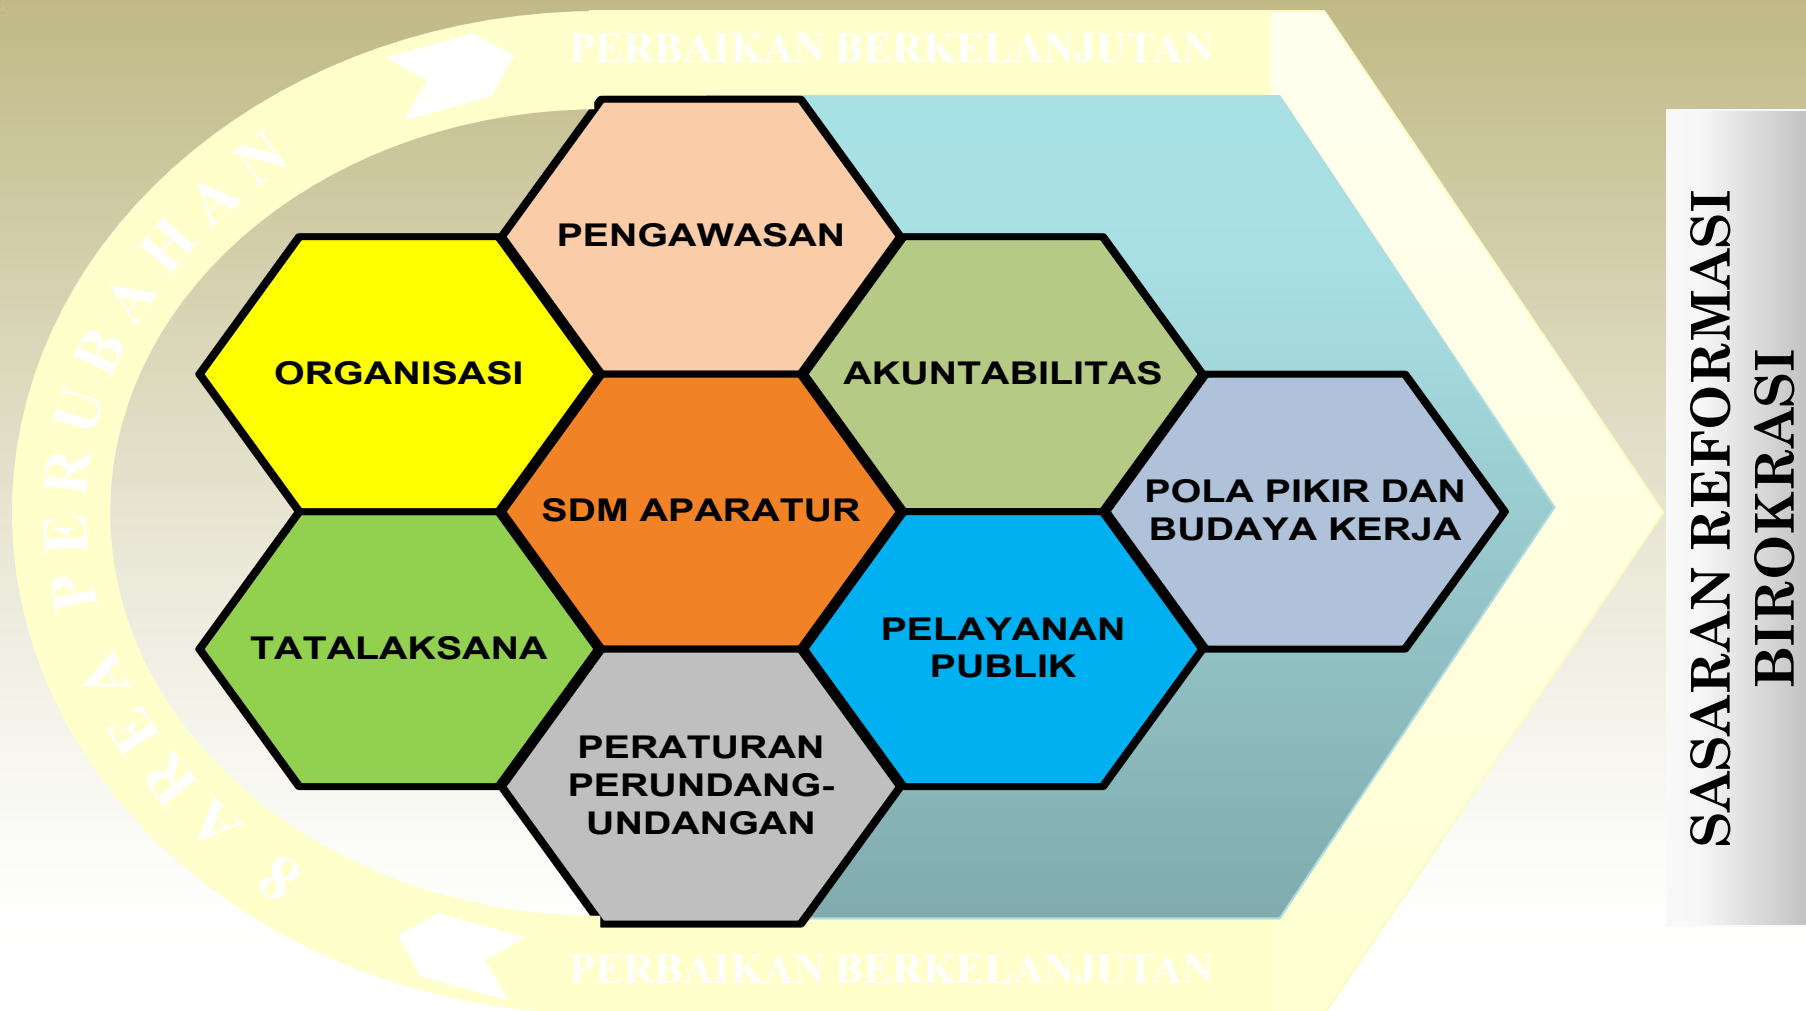 PERBAIKAN BERKELANJUTAN
8 AREA PERUBAHAN
PENGAWASAN
ORGANISASI
AKUNTABILITAS
SDM APARATUR
POLA PIKIR DAN
BUDAYA KERJA
TATALAKSANA
PELAYANAN
PUBLIK
PERATURAN
PERUNDANG-
UNDANGAN
PERBAIKAN BERKELANJUTAN
SASARAN REFORMASI
BIROKRASI